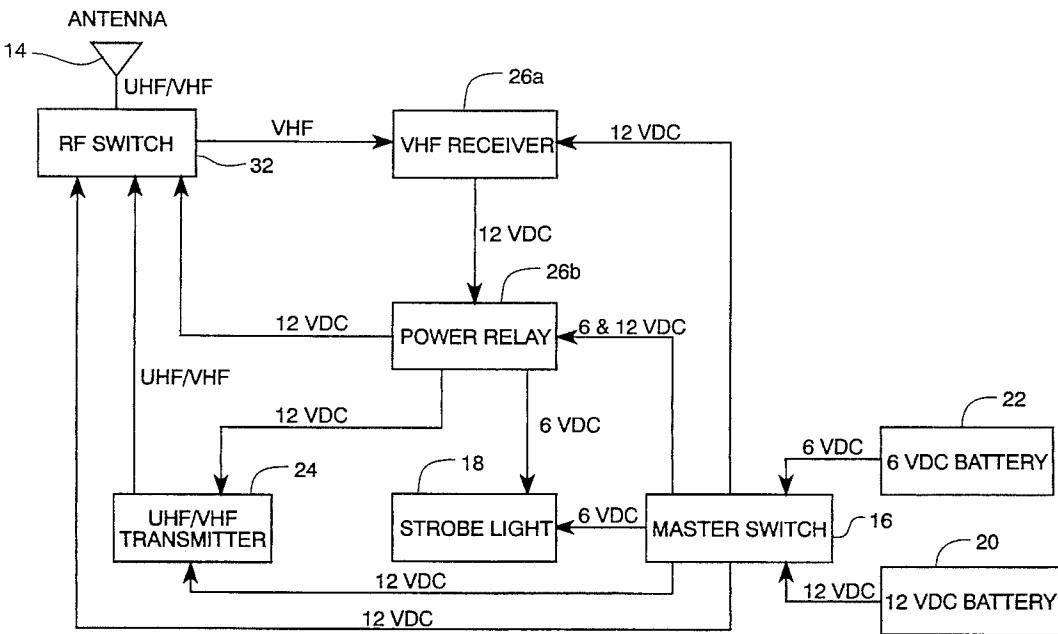 ANTENNA
14
UHF/VHF
26a
RF SWITCH
VHF
VHF RECEIVER
12 VDC
32
12 VDC
26b
12 VDC
POWER RELAY
6 & 12 VDC
UHF/VHF
12 VDC
6 VDC
22
24
18
6 VDC
6 VDC BATTERY
UHF/VHF
TRANSMITTER
STROBE LIGHT
6 VDC
MASTER SWITCH
16
20
12 VDC
12 VDC
12 VDC BATTERY
12 VDC